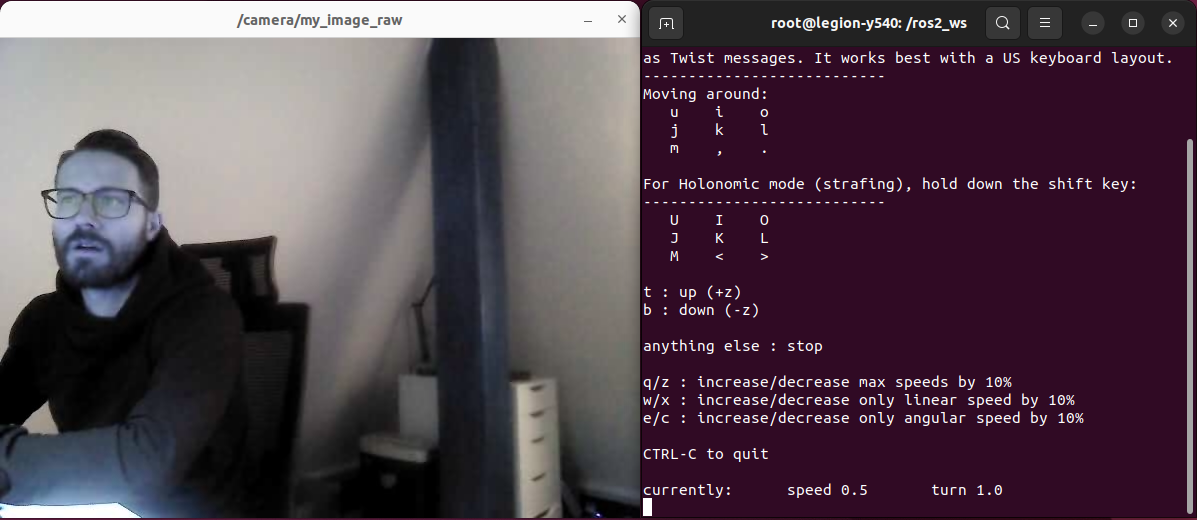 /camera/my_image_raw
root@legion-y540: /ros2_ws
as Twist messages. It works best with a US keyboard layout.
---------------------------
Moving around:
   u    i    o
   j    k    l
   m    ,    .
For Holonomic mode (strafing), hold down the shift key:
---------------------------
   U    I    O
   J    K    L
   M    <    >
t : up (+z)
b : down (-z)
anything else : stop
q/z : increase/decrease max speeds by 10%
w/x : increase/decrease only linear speed by 10%
e/c : increase/decrease only angular speed by 10%
CTRL-C to quit
currently:      speed 0.5       turn 1.0